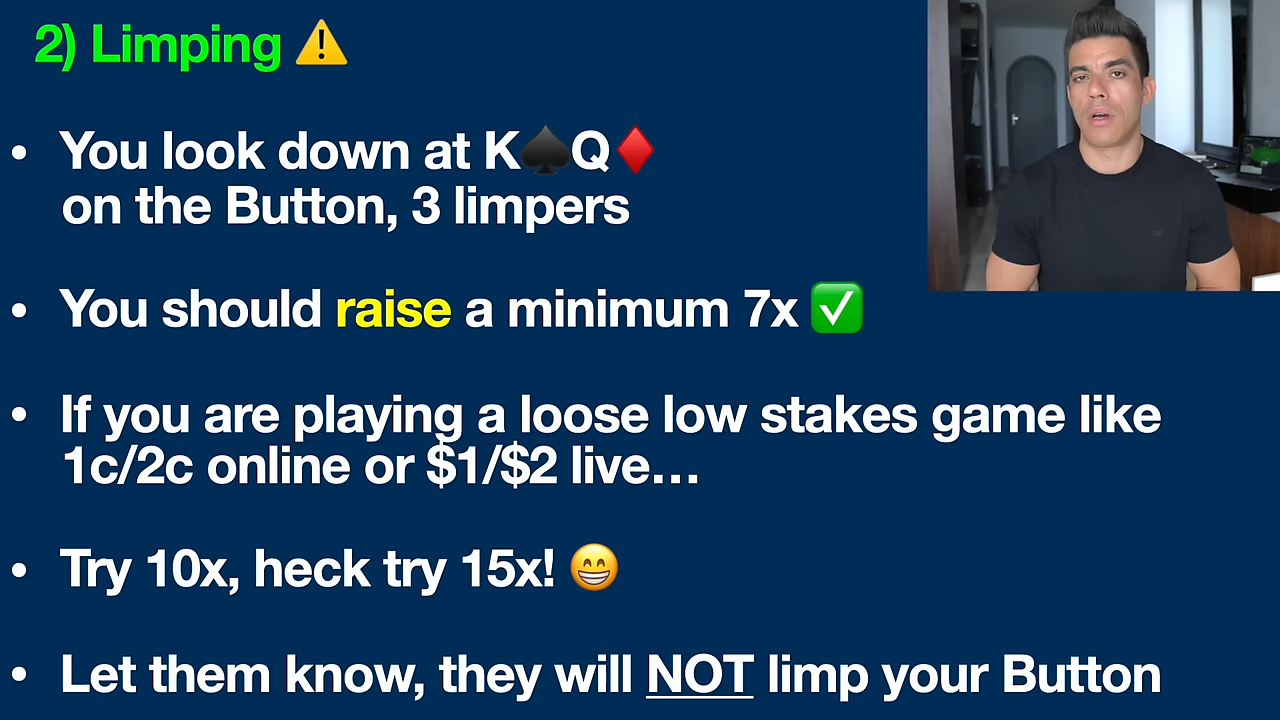 2) Limping ⚠️
• You look down at K♠️Q♦️
on the Button, 3 limpers
• You should raise a minimum 7x ✅
• If you are playing a loose low stakes game like
1c/2c online or $1/$2 live…
• Try 10x, heck try 15x! 😁
• Let them know, they will NOT limp your Button